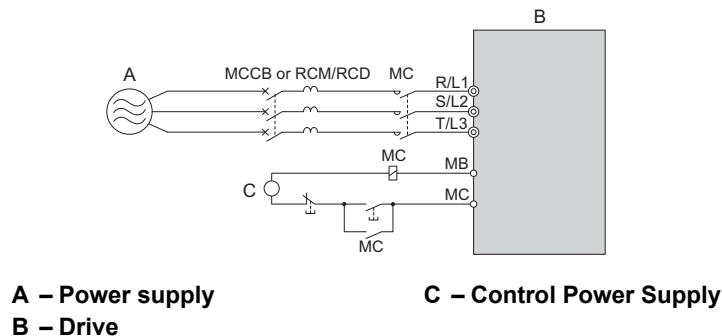 B
A
MCCB or RCM/RCD MC
R/L1
S/L2
T/L3
MC
MB
C
MC
MC
A – Power supply
B – Drive
C – Control Power Supply